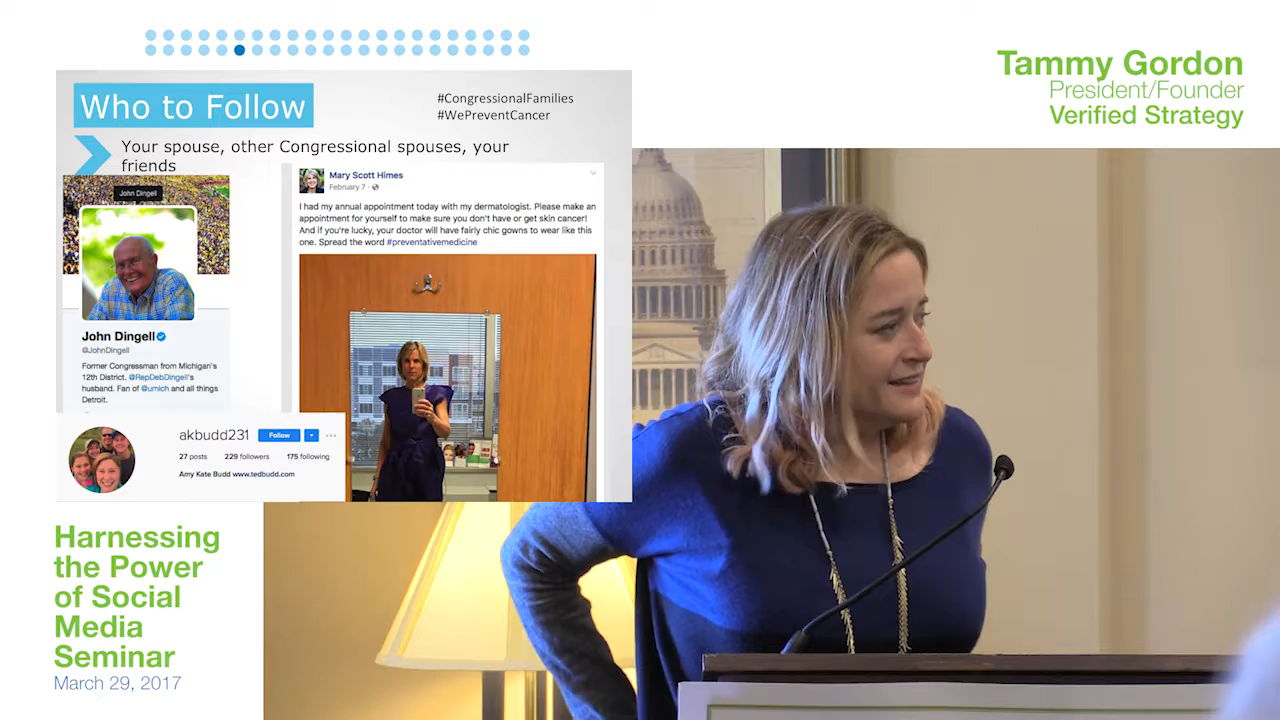 Tammy Gordon
President/Founder
Verified Strategy
Who to Follow
#CongressionalFamilies
#WePreventCancer
Your spouse, other Congressional spouses, your
friends
John Dingell
John Dingell
@JohnDingell
Former Congressman from Michigan's
12th District. @RepDebDingell's
husband. Fan of @umich and all things
Detroit.
Mary Scott Himes
February 7 ·
I had my annual appointment today with my dermatologist. Please make an
appointment for yourself to make sure you don't have or get skin cancer!
And if you're lucky, your doctor will have fairly chic gowns to wear like this
one. Spread the word #preventativemedicine
akbudd231 Follow
27 posts 229 followers 175 following
Amy Kate Budd www.tedbudd.com
Harnessing
the Power
of Social
Media
Seminar
March 29, 2017